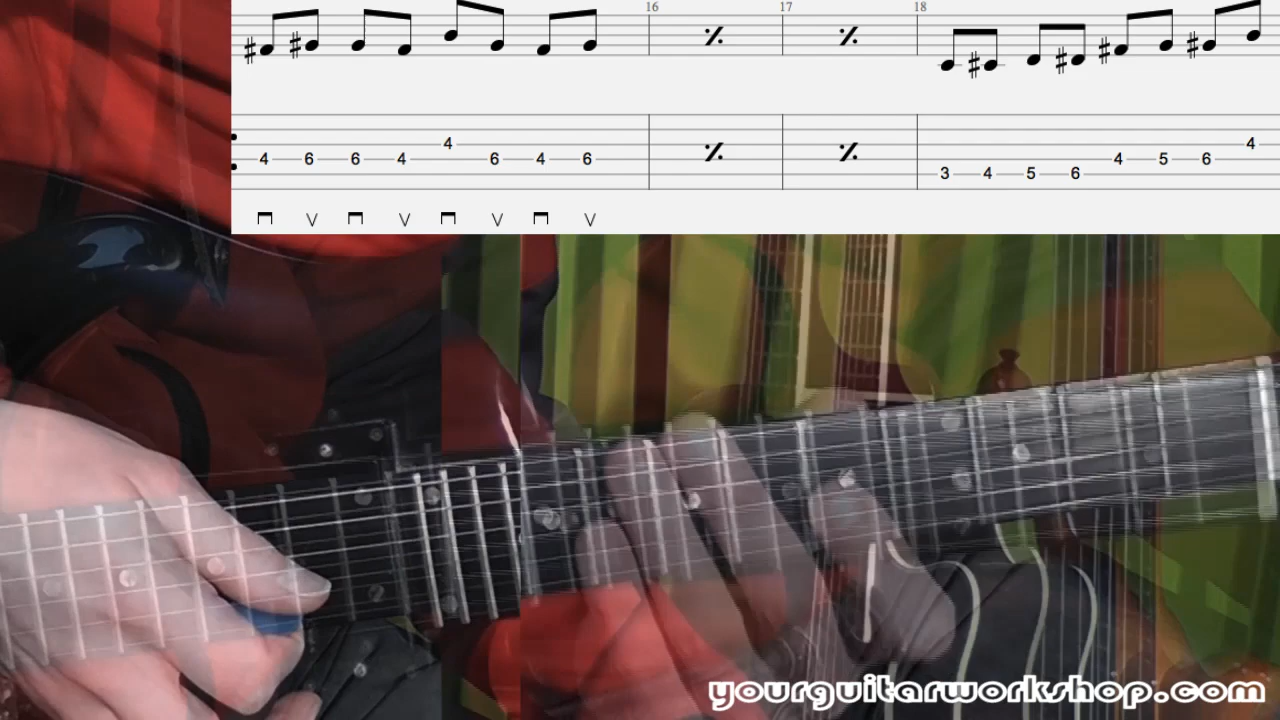 16 17 18
4
4
4 6 6 4 6 4 6 4 5 6
3 4 5 6
yourguitarworkshop.com